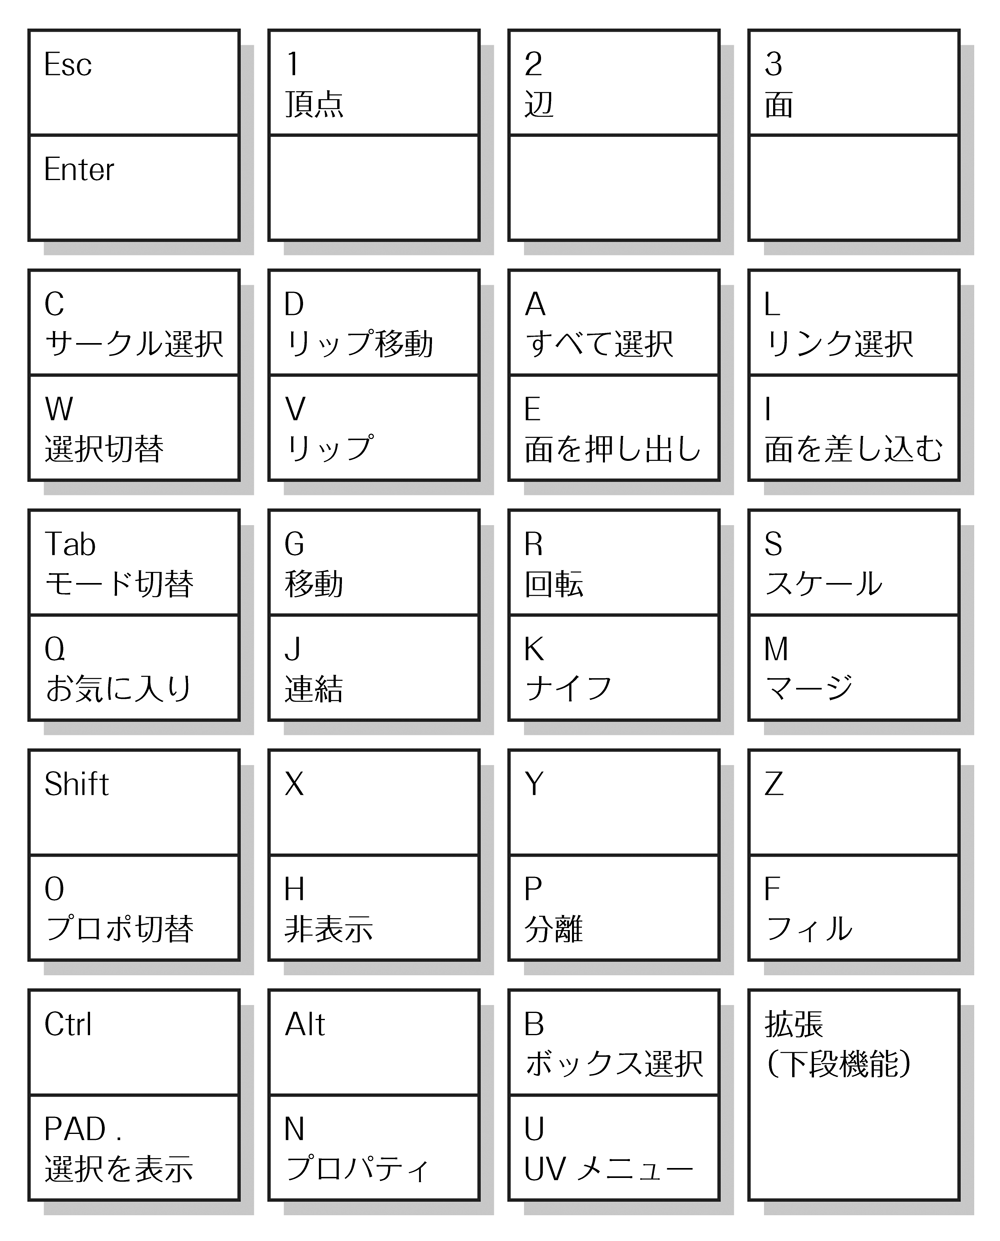 Esc
Enter
1
頂点
2
辺
3
面
C
サークル選択
W
選択切替
D
リップ移動
V
リップ
A
すべて選択
E
面を押し出し
L
リンク選択
I
面を差し込む
Tab
モード切替
Q
お気に入り
G
移動
J
連結
R
回転
K
ナイフ
S
スケール
M
マージ
Shift
O
プロポ切替
X
H
非表示
Y
P
分離
Z
F
フィル
Ctrl
PAD .
選択を表示
Alt
N
プロパティ
B
ボックス選択
U
UV メニュー
拡張
（下段機能）